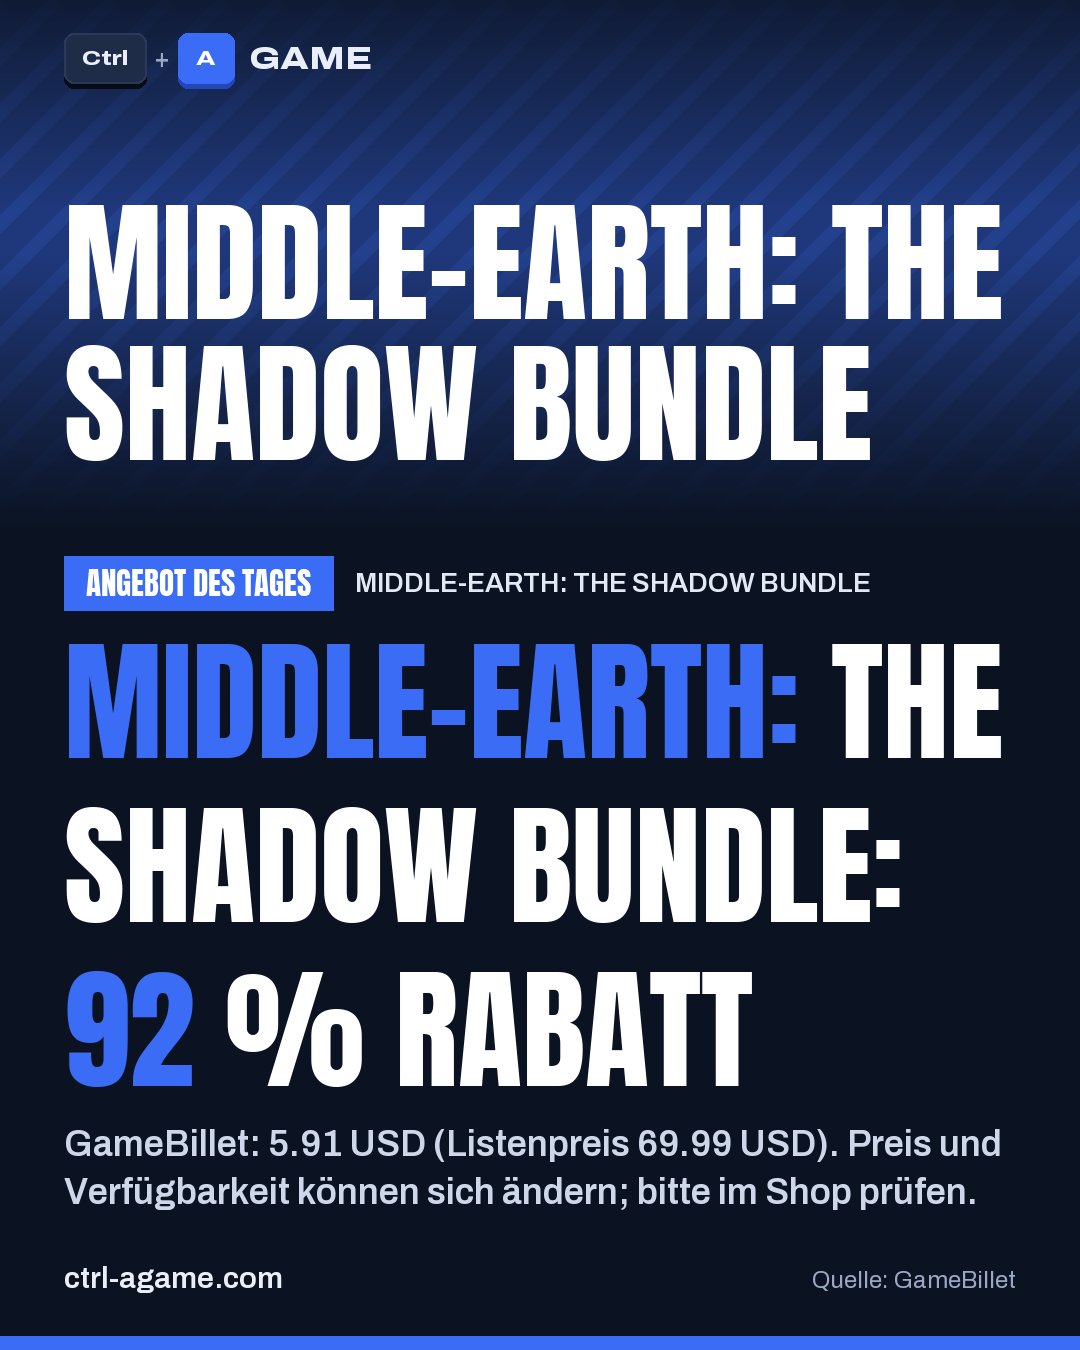 Ctrl + A GAME
MIDDLE-EARTH: THE
SHADOW BUNDLE
ANGEBOT DES TAGES MIDDLE-EARTH: THE SHADOW BUNDLE
MIDDLE-EARTH: THE
SHADOW BUNDLE:
92 % RABATT
GameBillet: 5.91 USD (Listenpreis 69.99 USD). Preis und
Verfügbarkeit können sich ändern; bitte im Shop prüfen.
ctrl-agame.com Quelle: GameBillet